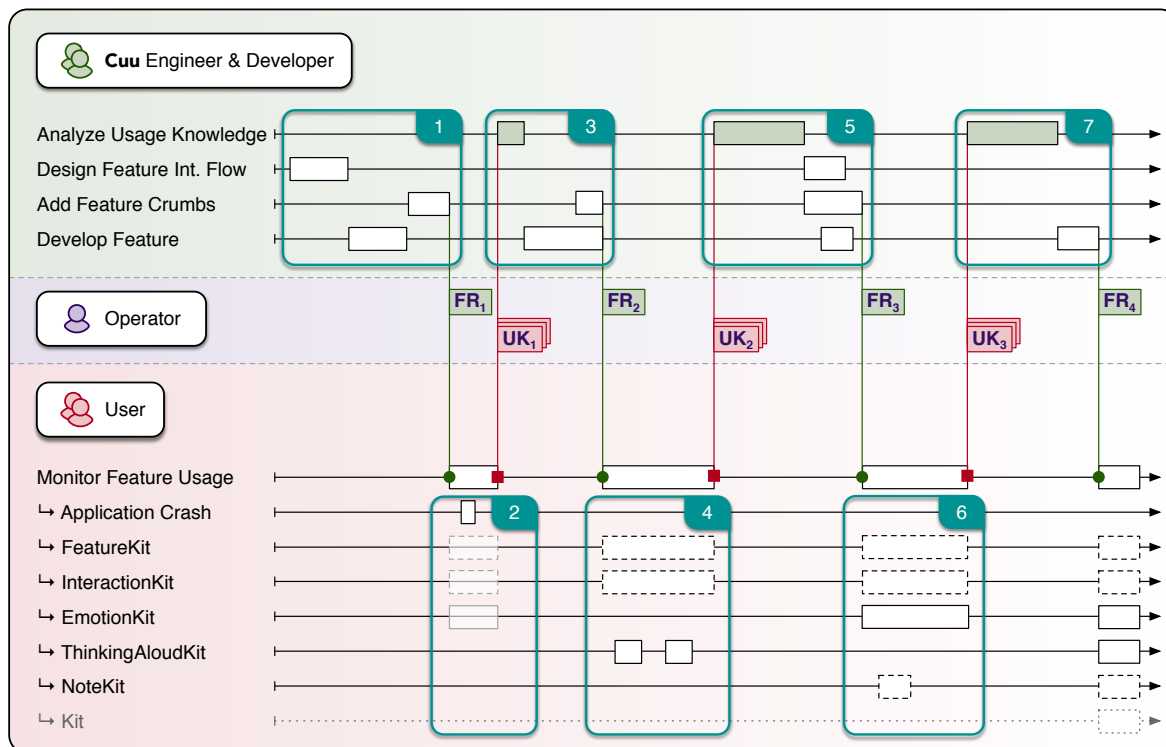 Cuu Engineer & Developer
1
3
5
7
Analyze Usage Knowledge
Design Feature Int. Flow
Add Feature Crumbs
Develop Feature
FR1
FR2
FR3
FR4
Operator
UK1
UK2
UK3
User
Monitor Feature Usage
2
4
6
↳ Application Crash
↳ FeatureKit
↳ InteractionKit
↳ EmotionKit
↳ ThinkingAloudKit
↳ NoteKit
↳ Kit